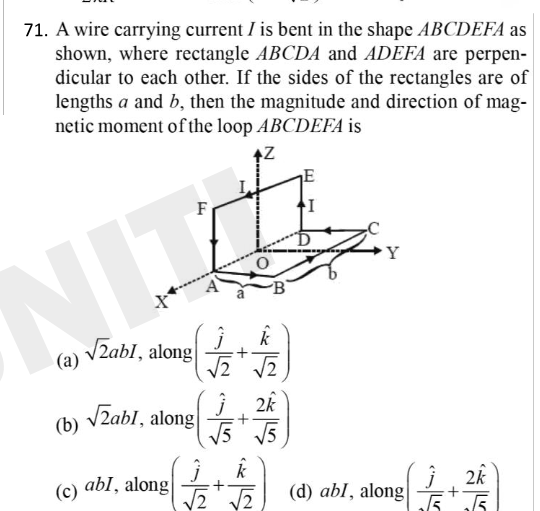 71. A wire carrying current I is bent in the shape ABCDEFA as
shown, where rectangle ABCDA and ADEFA are perpen-
dicular to each other. If the sides of the rectangles are of
lengths a and b, then the magnitude and direction of mag-
netic moment of the loop ABCDEFA is
Z
E
I
F
I
C
D
Y
O
A
B
b
a
X
(a) √2abI, along (ĵ/√2 + k̂/√2)
(b) √2abI, along (ĵ/√5 + 2k̂/√5)
(c) abI, along (ĵ/√2 + k̂/√2) (d) abI, along (ĵ/√5 + 2k̂/√5)